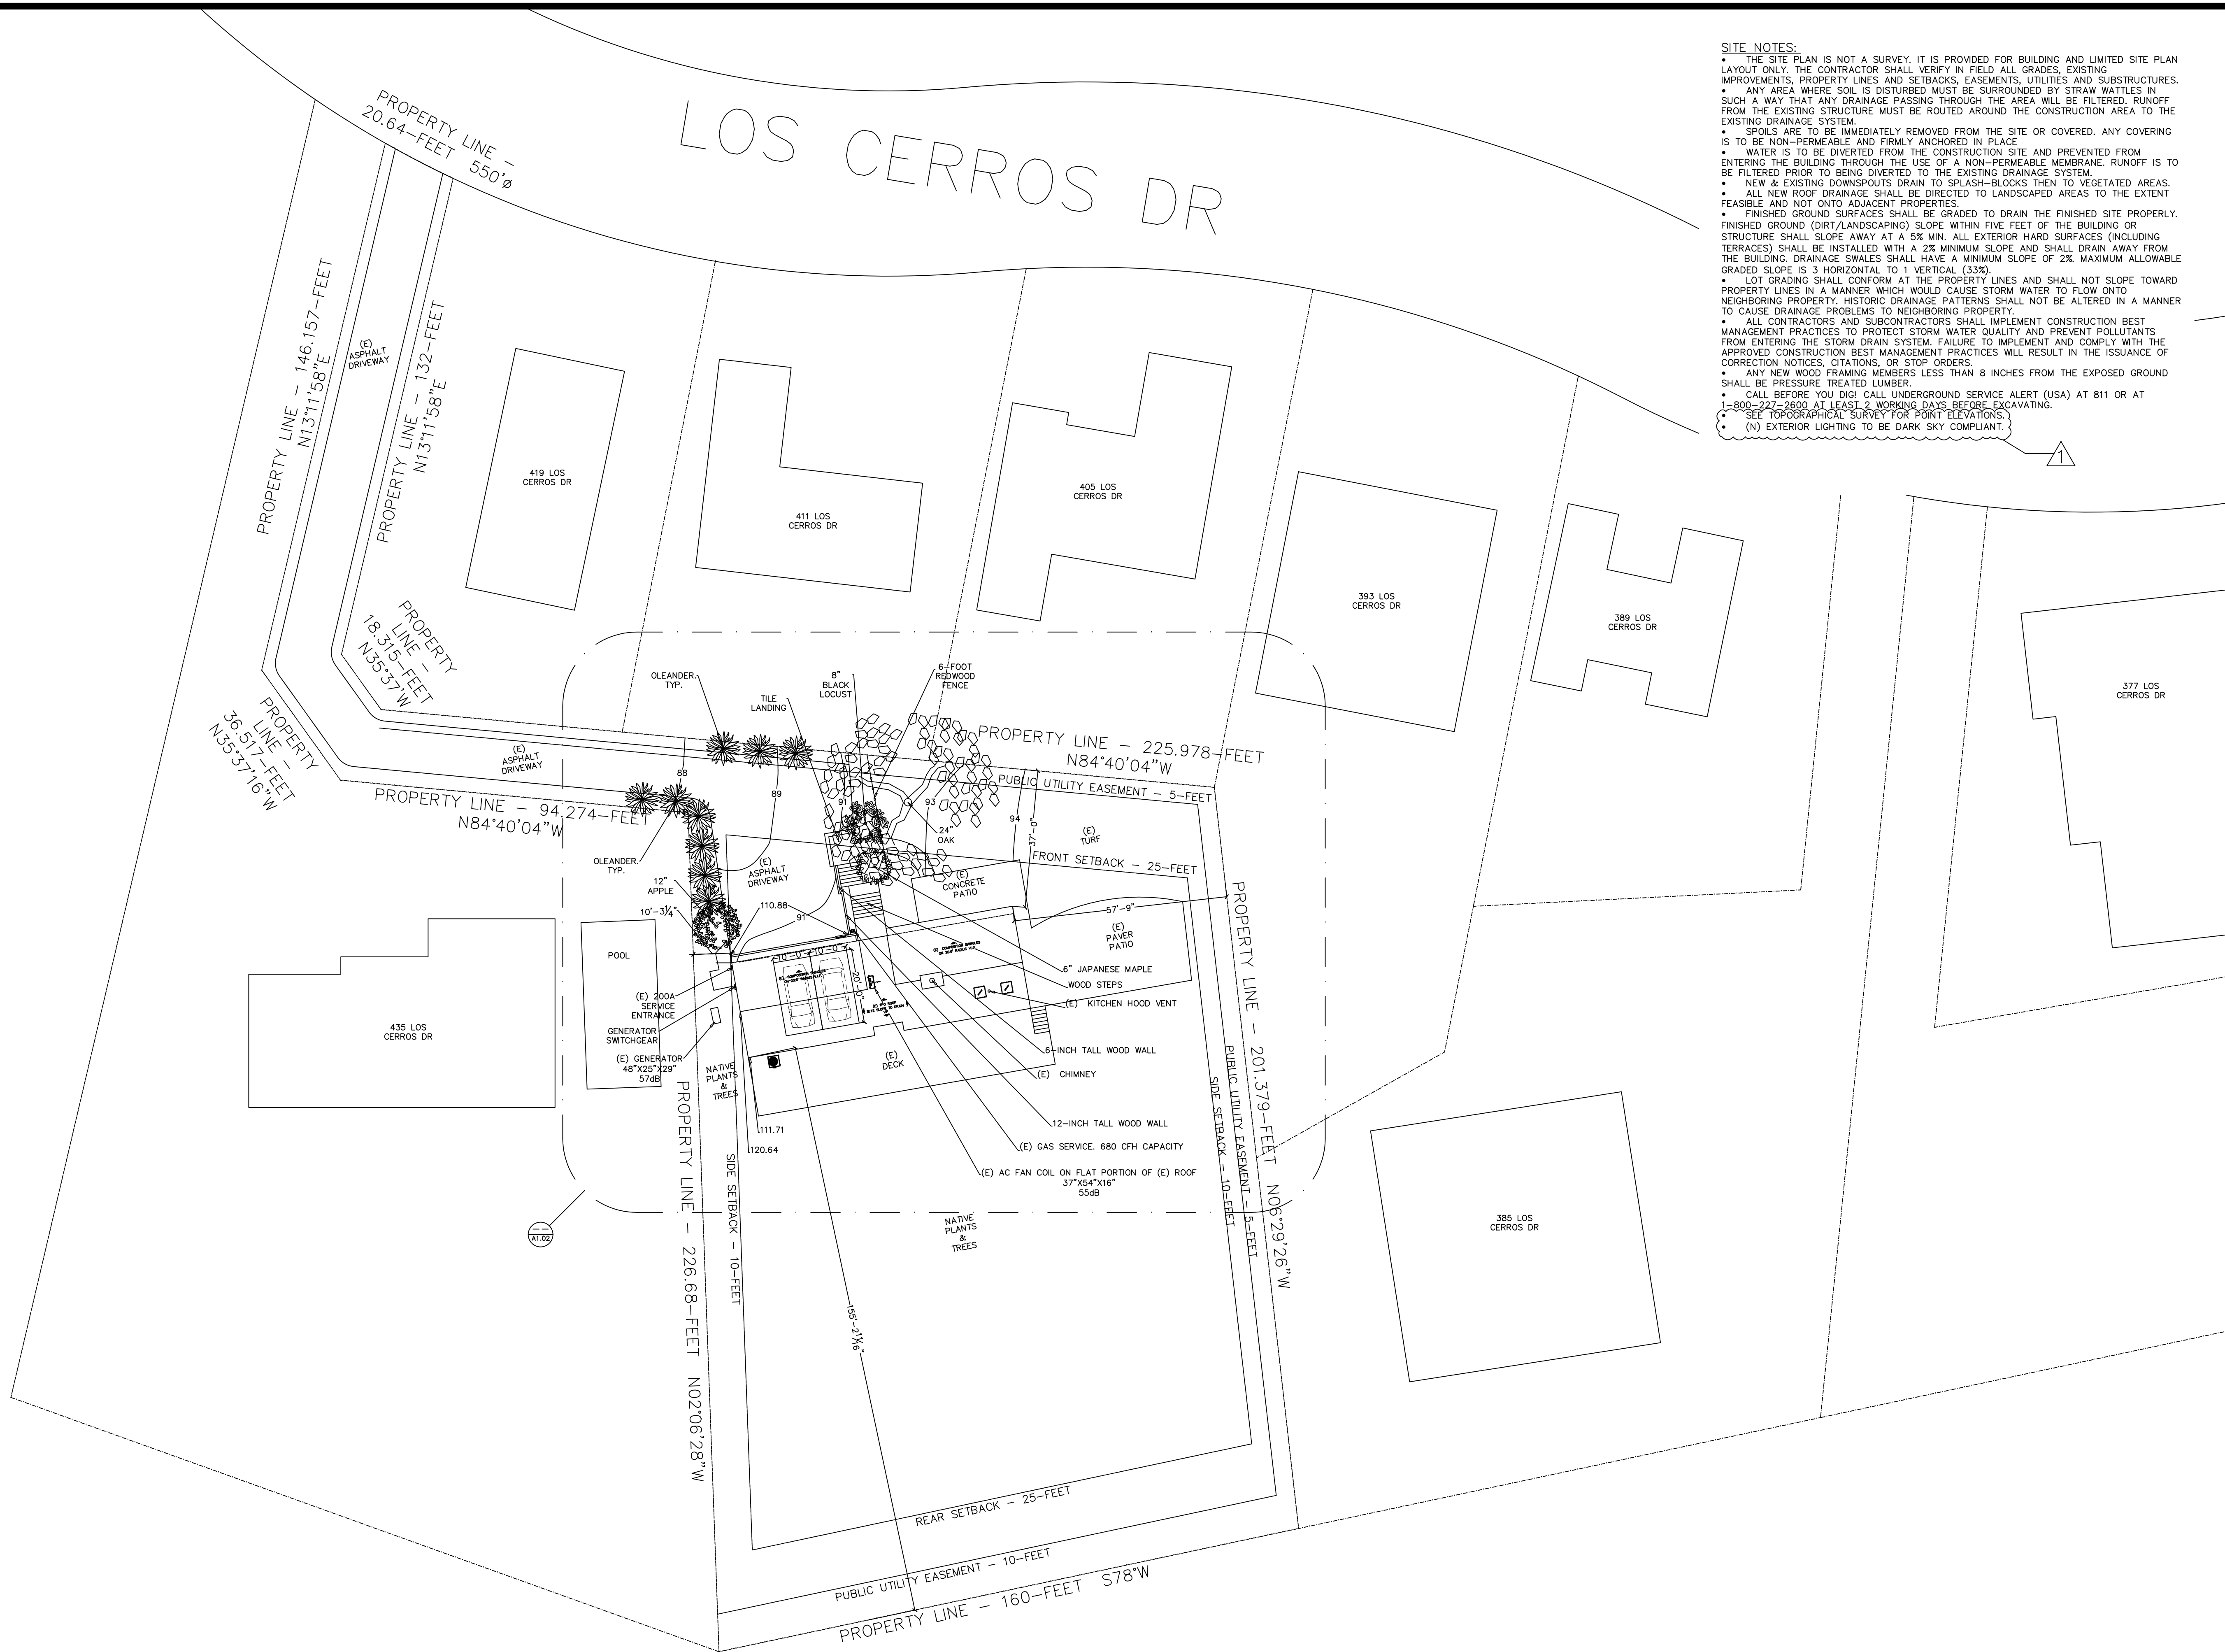 SITE NOTES:
• THE SITE PLAN IS NOT A SURVEY. IT IS PROVIDED FOR BUILDING AND LIMITED SITE PLAN
LAYOUT ONLY. THE CONTRACTOR SHALL VERIFY IN FIELD ALL GRADES, EXISTING
IMPROVEMENTS, PROPERTY LINES AND SETBACKS, EASEMENTS, UTILITIES AND SUBSTRUCTURES.
• ANY AREA WHERE SOIL IS DISTURBED MUST BE SURROUNDED BY STRAW WATTLES IN
SUCH A WAY THAT ANY DRAINAGE PASSING THROUGH THE AREA WILL BE FILTERED. RUNOFF
FROM THE EXISTING STRUCTURE MUST BE ROUTED AROUND THE CONSTRUCTION AREA TO THE
EXISTING DRAINAGE SYSTEM.
• SPOILS ARE TO BE IMMEDIATELY REMOVED FROM THE SITE OR COVERED. ANY COVERING
IS TO BE NON-PERMEABLE AND FIRMLY ANCHORED IN PLACE
• WATER IS TO BE DIVERTED FROM THE CONSTRUCTION SITE AND PREVENTED FROM
ENTERING THE BUILDING THROUGH THE USE OF A NON-PERMEABLE MEMBRANE. RUNOFF IS TO
BE FILTERED PRIOR TO BEING DIVERTED TO THE EXISTING DRAINAGE SYSTEM.
• NEW & EXISTING DOWNSPOUTS DRAIN TO SPLASH-BLOCKS THEN TO VEGETATED AREAS.
• ALL NEW ROOF DRAINAGE SHALL BE DIRECTED TO LANDSCAPED AREAS TO THE EXTENT
FEASIBLE AND NOT ONTO ADJACENT PROPERTIES.
• FINISHED GROUND SURFACES SHALL BE GRADED TO DRAIN THE FINISHED SITE PROPERLY.
FINISHED GROUND (DIRT/LANDSCAPING) SLOPE WITHIN FIVE FEET OF THE BUILDING OR
STRUCTURE SHALL SLOPE AWAY AT A 5% MIN. ALL EXTERIOR HARD SURFACES (INCLUDING
TERRACES) SHALL BE INSTALLED WITH A 2% MINIMUM SLOPE AND SHALL DRAIN AWAY FROM
THE BUILDING. DRAINAGE SWALES SHALL HAVE A MINIMUM SLOPE OF 2%. MAXIMUM ALLOWABLE
GRADED SLOPE IS 3 HORIZONTAL TO 1 VERTICAL (33%).
• LOT GRADING SHALL CONFORM AT THE PROPERTY LINES AND SHALL NOT SLOPE TOWARD
PROPERTY LINES IN A MANNER WHICH WOULD CAUSE STORM WATER TO FLOW ONTO
NEIGHBORING PROPERTY. HISTORIC DRAINAGE PATTERNS SHALL NOT BE ALTERED IN A MANNER
TO CAUSE DRAINAGE PROBLEMS TO NEIGHBORING PROPERTY.
• ALL CONTRACTORS AND SUBCONTRACTORS SHALL IMPLEMENT CONSTRUCTION BEST
MANAGEMENT PRACTICES TO PROTECT STORM WATER QUALITY AND PREVENT POLLUTANTS
FROM ENTERING THE STORM DRAIN SYSTEM. FAILURE TO IMPLEMENT AND COMPLY WITH THE
APPROVED CONSTRUCTION BEST MANAGEMENT PRACTICES WILL RESULT IN THE ISSUANCE OF
CORRECTION NOTICES, CITATIONS, OR STOP ORDERS.
• ANY NEW WOOD FRAMING MEMBERS LESS THAN 8 INCHES FROM THE EXPOSED GROUND
SHALL BE PRESSURE TREATED LUMBER.
• CALL BEFORE YOU DIG! CALL UNDERGROUND SERVICE ALERT (USA) AT 811 OR AT
1-800-227-2600 AT LEAST 2 WORKING DAYS BEFORE EXCAVATING.
• SEE TOPOGRAPHICAL SURVEY FOR POINT ELEVATIONS.
• (N) EXTERIOR LIGHTING TO BE DARK SKY COMPLIANT.
1
LOS CERROS DR
PROPERTY LINE -
20.64-FEET 550'ø
PROPERTY LINE - 146.157-FEET
N13°11'58"E
(E)
ASPHALT
DRIVEWAY
PROPERTY LINE - 132-FEET
N13°11'58"E
419 LOS
CERROS DR
411 LOS
CERROS DR
405 LOS
CERROS DR
393 LOS
CERROS DR
389 LOS
CERROS DR
377 LOS
CERROS DR
PROPERTY
LINE -
18.315-FEET
N35°37'W
PROPERTY
LINE -
36.517-FEET
N35°37'16"W
OLEANDER.
TYP.
TILE
LANDING
8"
BLACK
LOCUST
6-FOOT
REDWOOD
FENCE
PROPERTY LINE - 225.978-FEET
N84°40'04"W
PUBLIC UTILITY EASEMENT - 5-FEET
(E)
ASPHALT
DRIVEWAY
88
89
91
93
94
37'-0"
PROPERTY LINE - 94.274-FEET
N84°40'04"W
24"
OAK
(E)
TURF
FRONT SETBACK - 25-FEET
OLEANDER.
TYP.
(E)
ASPHALT
DRIVEWAY
(E)
CONCRETE
PATIO
12"
APPLE
10'-3¼"
110.88
91
57'-9"
(E)
PAVER
PATIO
POOL
10'-0"
10'-0"
20'-0"
6" JAPANESE MAPLE
WOOD STEPS
(E) KITCHEN HOOD VENT
(E) 200A
SERVICE
ENTRANCE
GENERATOR
SWITCHGEAR
(E) GENERATOR
48"X25"X29"
57dB
435 LOS
CERROS DR
NATIVE
PLANTS
&
TREES
(E)
DECK
6-INCH TALL WOOD WALL
(E) CHIMNEY
12-INCH TALL WOOD WALL
(E) GAS SERVICE. 680 CFH CAPACITY
(E) AC FAN COIL ON FLAT PORTION OF (E) ROOF
37"X54"X16"
55dB
111.71
120.64
PROPERTY LINE - 226.68-FEET N02°06'28"W
SIDE SETBACK - 10-FEET
155'-2 11/16"
NATIVE
PLANTS
&
TREES
SIDE SETBACK - 10-FEET
PUBLIC UTILITY EASEMENT - 5-FEET
PROPERTY LINE - 201.379-FEET N06°29'26"W
385 LOS
CERROS DR
--
A1.02
REAR SETBACK - 25-FEET
PUBLIC UTILITY EASEMENT - 10-FEET
PROPERTY LINE - 160-FEET S78°W